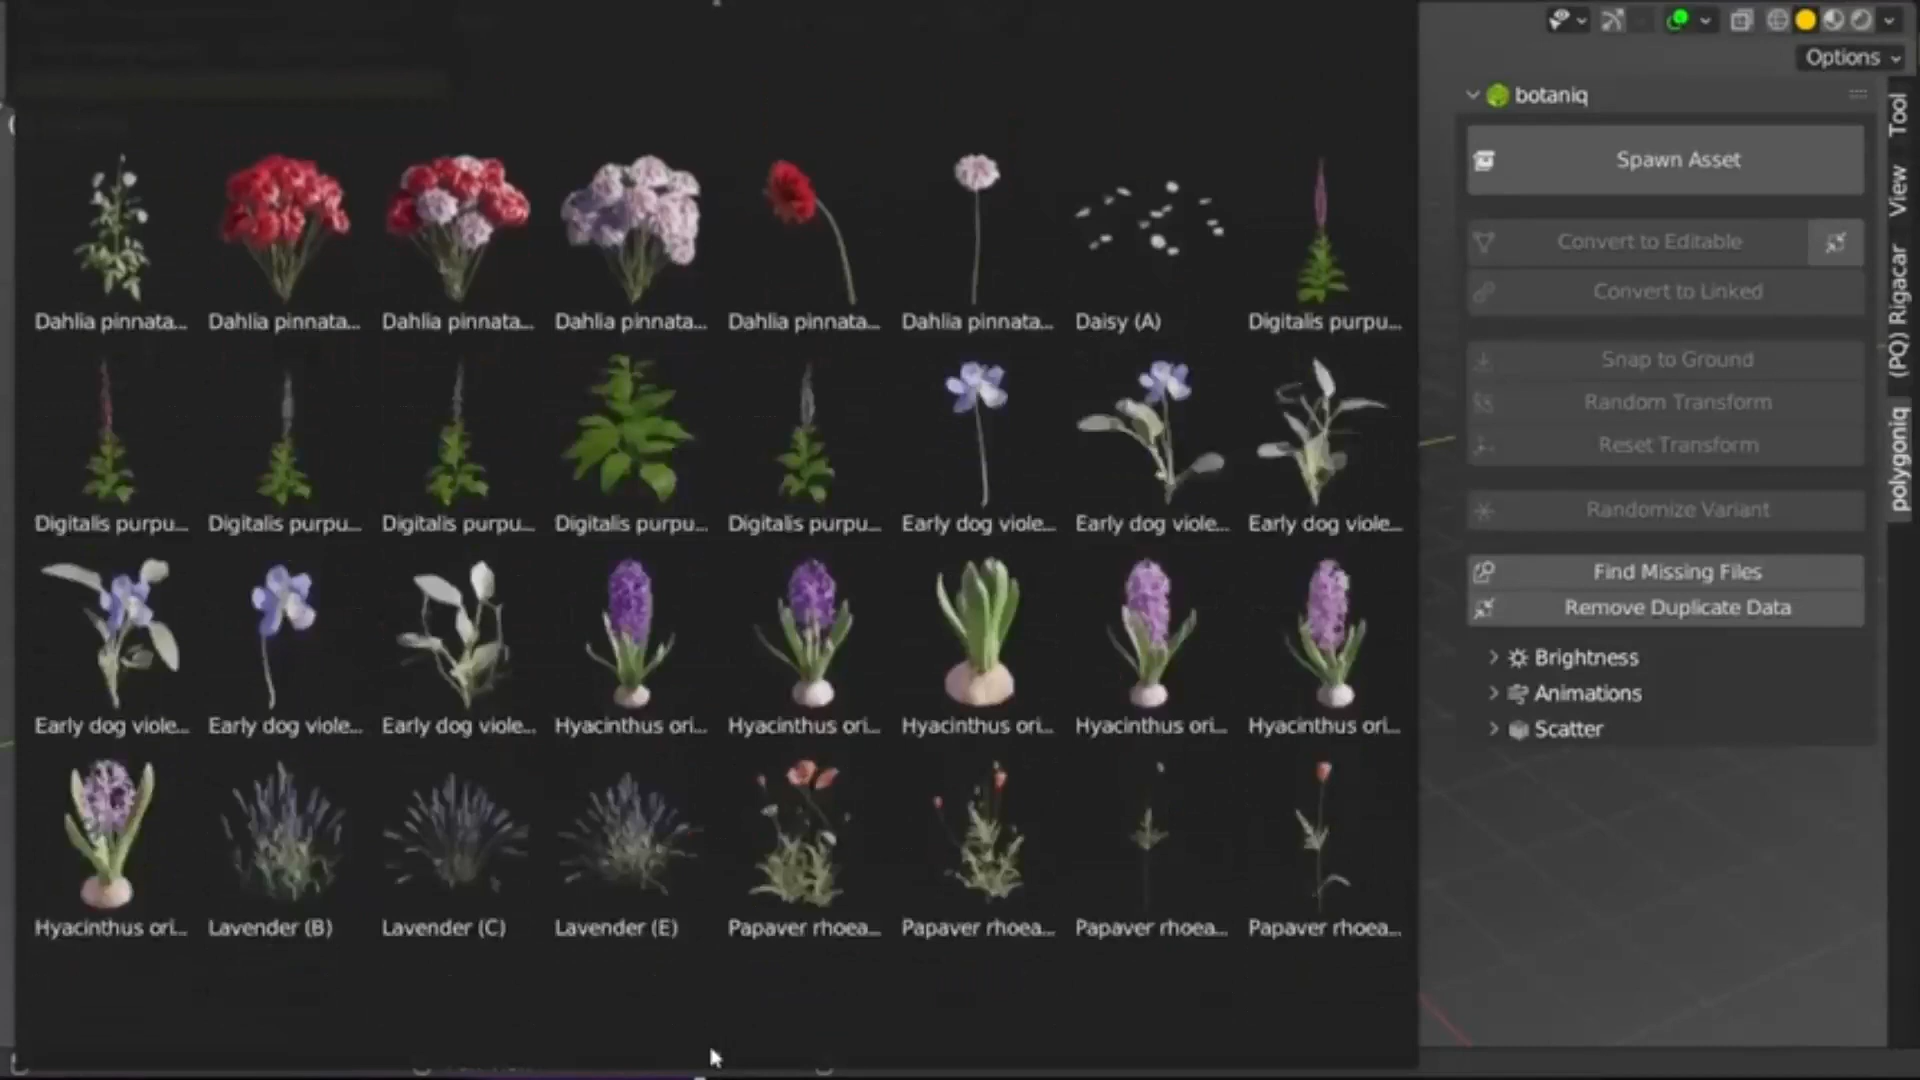 Options
botaniq
Spawn Asset
Convert to Editable
Convert to Linked
Snap to Ground
Random Transform
Reset Transform
Randomize Variant
Find Missing Files
Remove Duplicate Data
Brightness
Animations
Scatter
Tool
View
(PQ) Rigacar
polygoniq
Dahlia pinnata... Dahlia pinnata... Dahlia pinnata... Dahlia pinnata... Dahlia pinnata... Dahlia pinnata... Daisy (A) Digitalis purpu...
Digitalis purpu... Digitalis purpu... Digitalis purpu... Digitalis purpu... Digitalis purpu... Early dog viole... Early dog viole... Early dog viole...
Early dog viole... Early dog viole... Early dog viole... Hyacinthus ori... Hyacinthus ori... Hyacinthus ori... Hyacinthus ori... Hyacinthus ori...
Hyacinthus ori... Lavender (B) Lavender (C) Lavender (E) Papaver rhoea... Papaver rhoea... Papaver rhoea... Papaver rhoea...